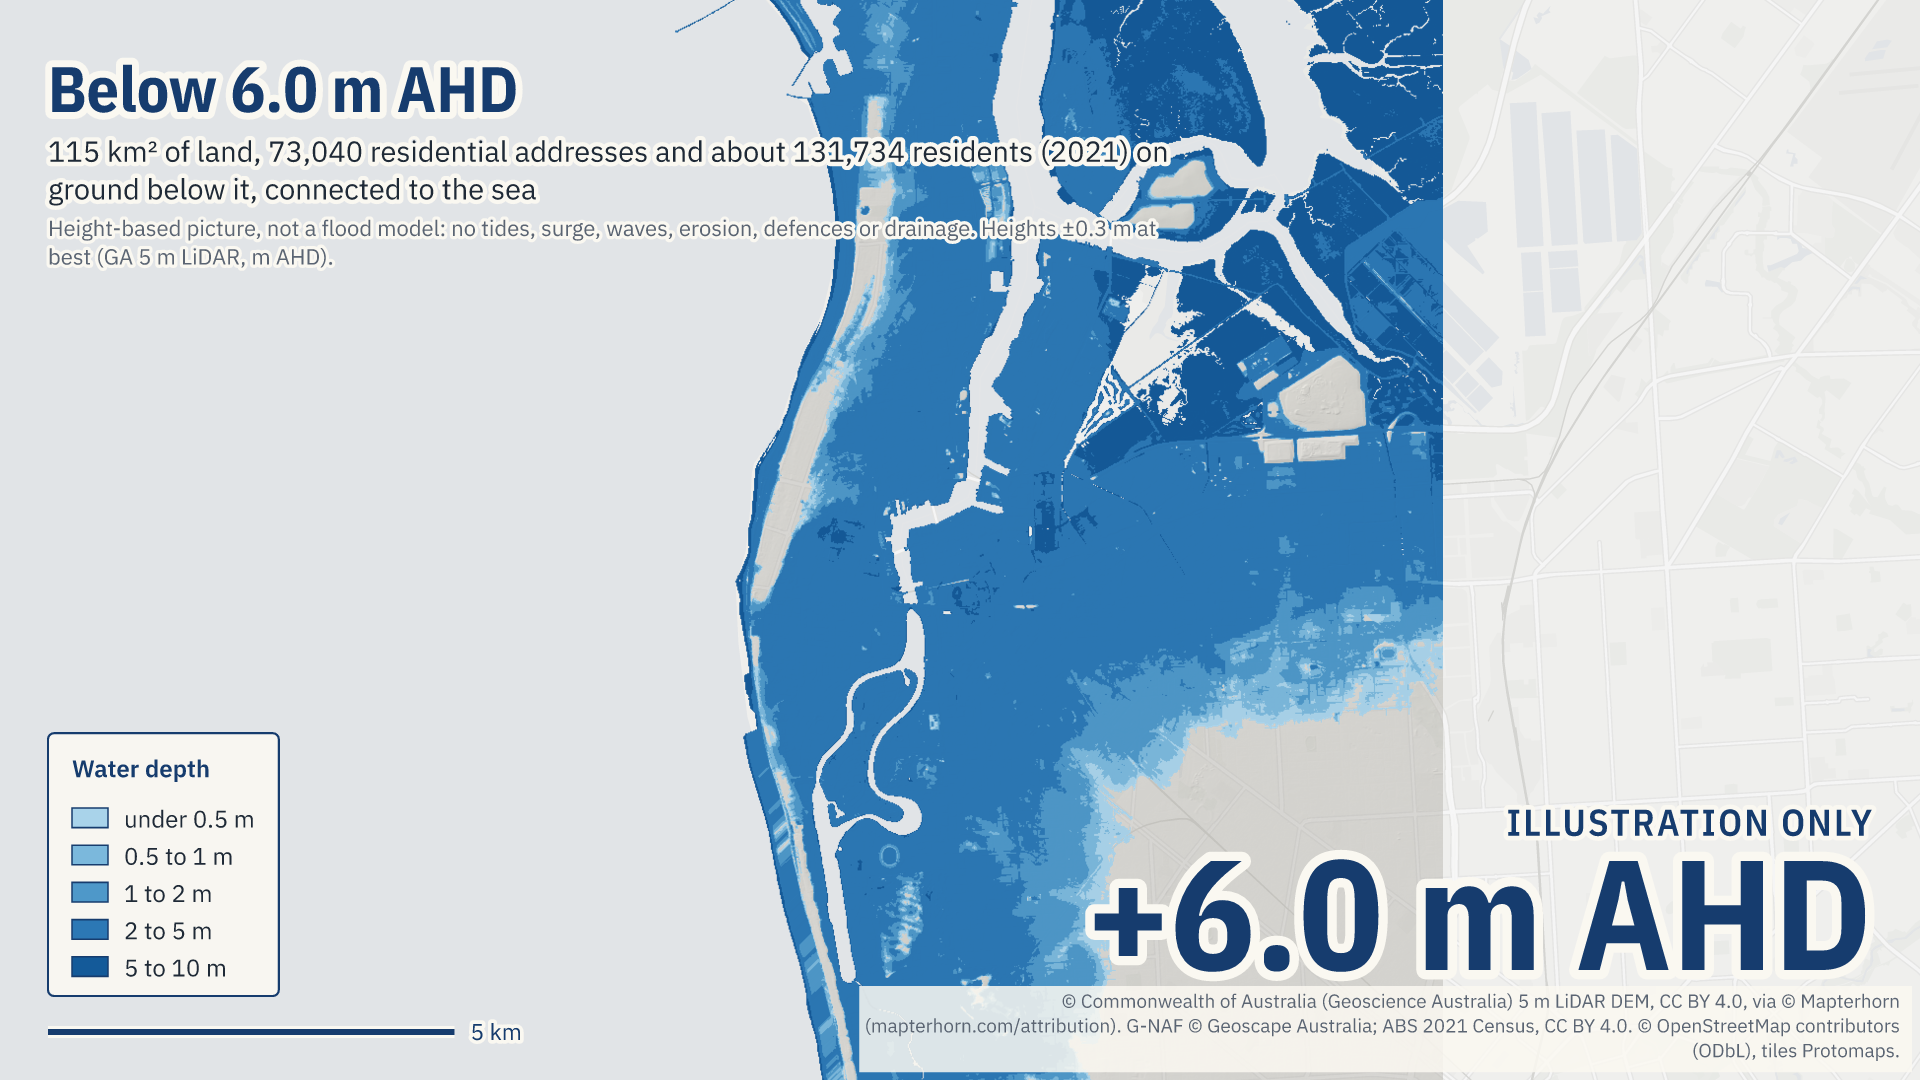 Below 6.0 m AHD
115 km² of land, 73,040 residential addresses and about 131,734 residents (2021) on
ground below it, connected to the sea
Height-based picture, not a flood model: no tides, surge, waves, erosion, defences or drainage. Heights ±0.3 m at
best (GA 5 m LiDAR, m AHD).
Water depth
under 0.5 m
0.5 to 1 m
1 to 2 m
2 to 5 m
5 to 10 m
5 km
ILLUSTRATION ONLY
+6.0 m AHD
© Commonwealth of Australia (Geoscience Australia) 5 m LiDAR DEM, CC BY 4.0, via © Mapterhorn
(mapterhorn.com/attribution). G-NAF © Geoscape Australia; ABS 2021 Census, CC BY 4.0. © OpenStreetMap contributors
(ODbL), tiles Protomaps.